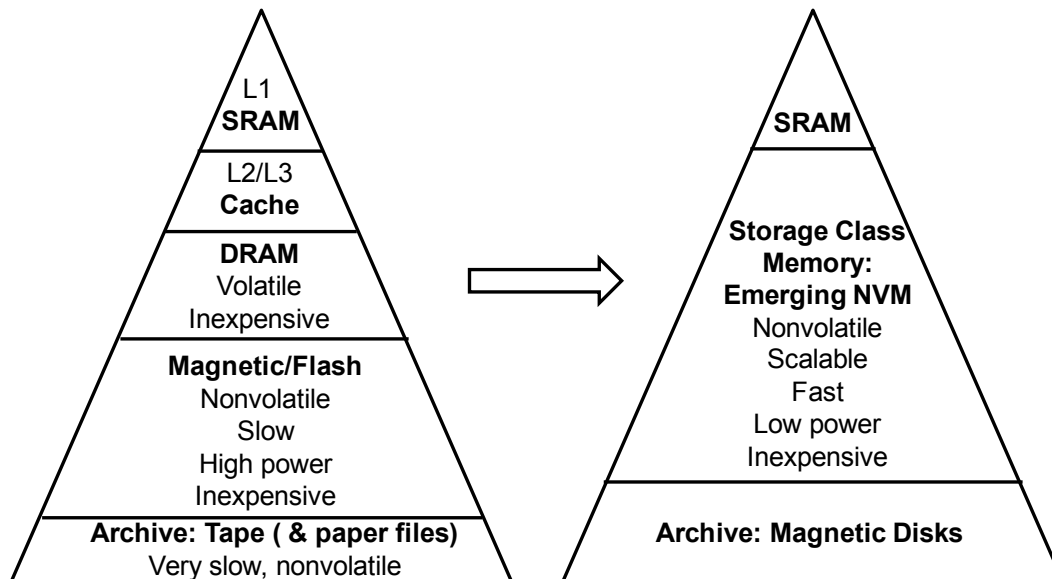 L1
SRAM
L2/L3
Cache
DRAM
Volatile
Inexpensive
Magnetic/Flash
Nonvolatile
Slow
High power
Inexpensive
Archive: Tape ( & paper files)
Very slow, nonvolatile
SRAM
Storage Class
Memory:
Emerging NVM
Nonvolatile
Scalable
Fast
Low power
Inexpensive
Archive: Magnetic Disks